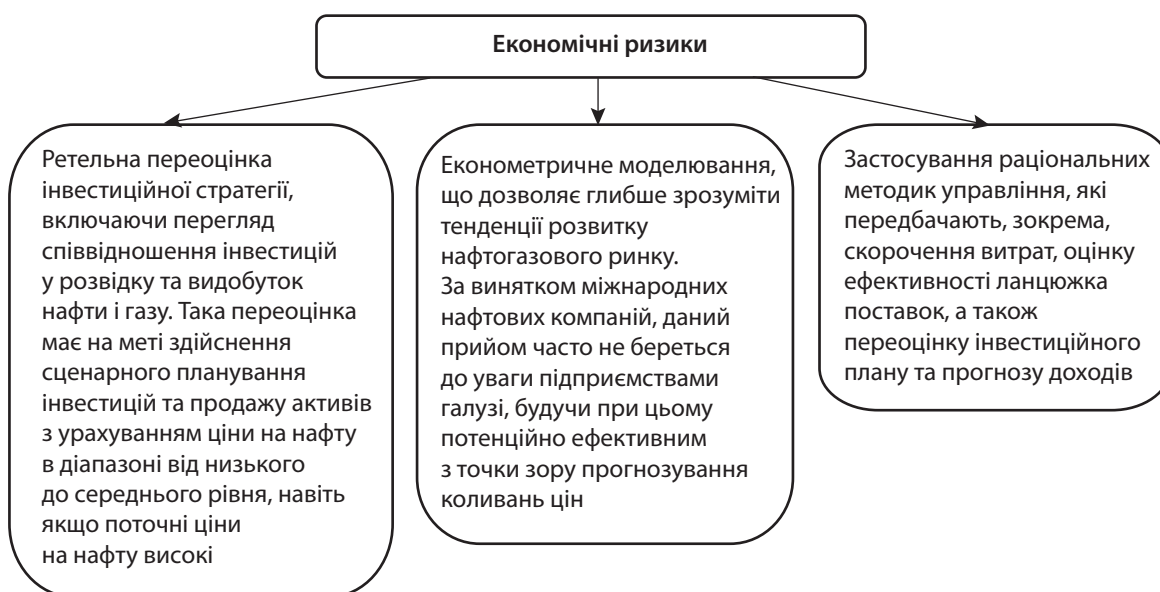 Економічні ризики
Ретельна переоцінка
інвестиційної стратегії,
включаючи перегляд
співвідношення інвестицій
у розвідку та видобуток
нафти і газу. Така переоцінка
має на меті здійснення
сценарного планування
інвестицій та продажу активів
з урахуванням ціни на нафту
в діапазоні від низького
до середнього рівня, навіть
якщо поточні ціни
на нафту високі
Економетричне моделювання,
що дозволяє глибше зрозуміти
тенденції розвитку
нафтогазового ринку.
За винятком міжнародних
нафтових компаній, даний
прийом часто не береться
до уваги підприємствами
галузі, будучи при цьому
потенційно ефективним
з точки зору прогнозування
коливань цін
Застосування раціональних
методик управління, які
передбачають, зокрема,
скорочення витрат, оцінку
ефективності ланцюжка
поставок, а також
переоцінку інвестиційного
плану та прогнозу доходів